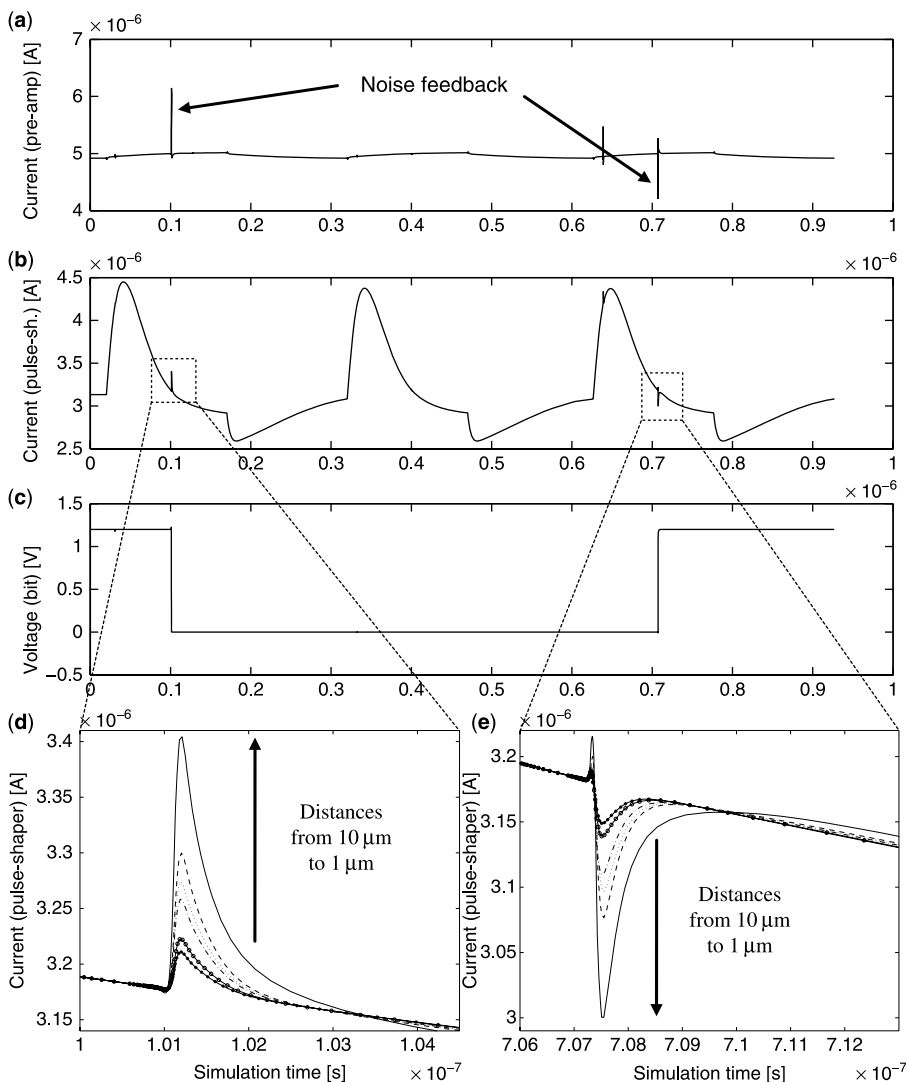 (a)
× 10⁻⁶
7
6
5
4
Current (pre-amp) [A]
Noise feedback
0 0.1 0.2 0.3 0.4 0.5 0.6 0.7 0.8 0.9 1
(b)
× 10⁻⁶
× 10⁻⁶
4.5
4
3.5
3
2.5
Current (pulse-sh.) [A]
0 0.1 0.2 0.3 0.4 0.5 0.6 0.7 0.8 0.9 1
(c)
× 10⁻⁶
1.5
1
0.5
0
−0.5
Voltage (bit) [V]
0 0.1 0.2 0.3 0.4 0.5 0.6 0.7 0.8 0.9 1
(d)
× 10⁻⁶
3.4
3.3
3.2
3.15
Current (pulse-shaper) [A]
Distances
from 10 μm
to 1 μm
1 1.01 1.02 1.03 1.04
Simulation time [s]
× 10⁻⁷
(e)
× 10⁻⁶
× 10⁻⁶
3.2
3.15
3.1
3.05
3
Current (pulse-shaper) [A]
Distances
from 10 μm
to 1 μm
7.06 7.07 7.08 7.09 7.1 7.11 7.12
Simulation time [s]
× 10⁻⁷